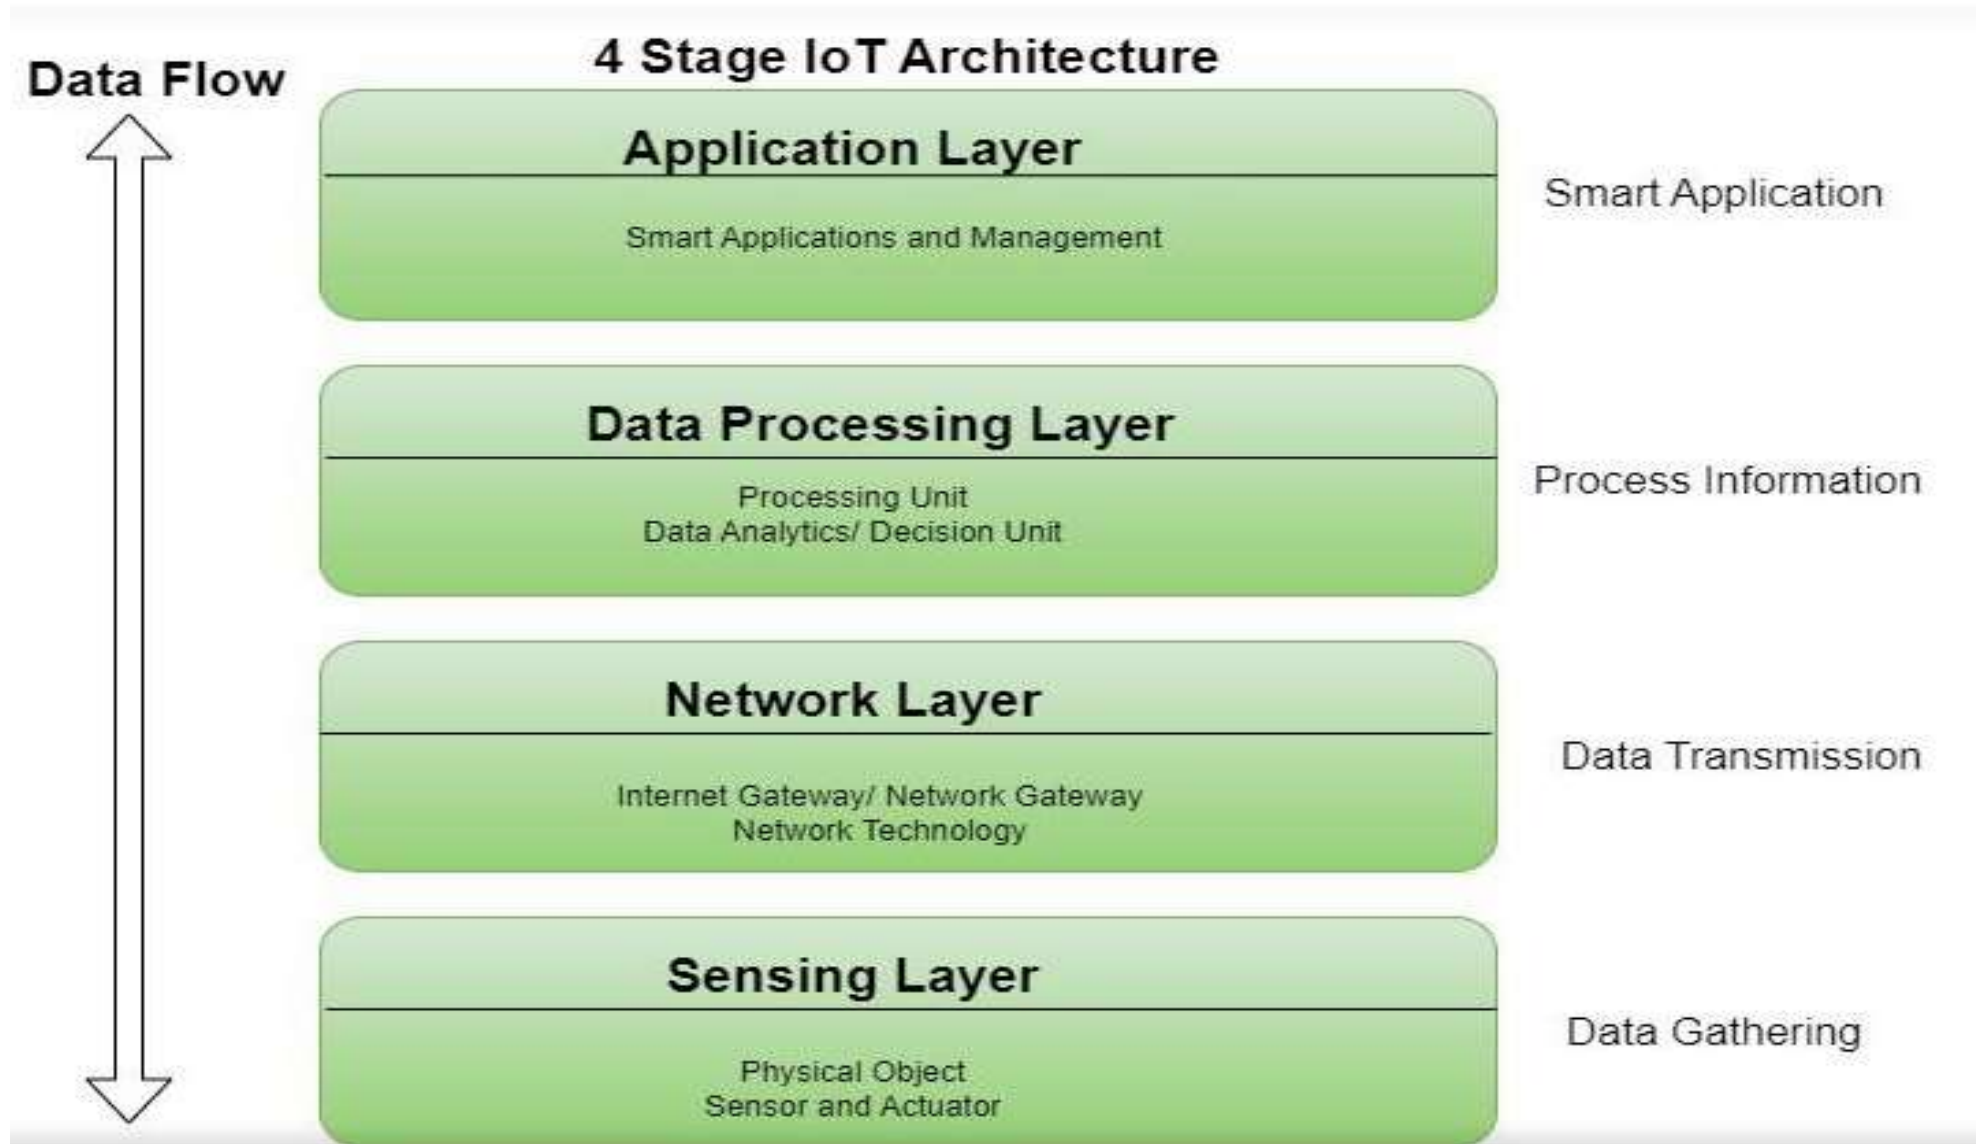 4 Stage IoT Architecture
Data Flow
Application Layer
Smart Applications and Management
Smart Application
Data Processing Layer
Processing Unit
Data Analytics/ Decision Unit
Process Information
Network Layer
Internet Gateway/ Network Gateway
Network Technology
Data Transmission
Sensing Layer
Physical Object
Sensor and Actuator
Data Gathering